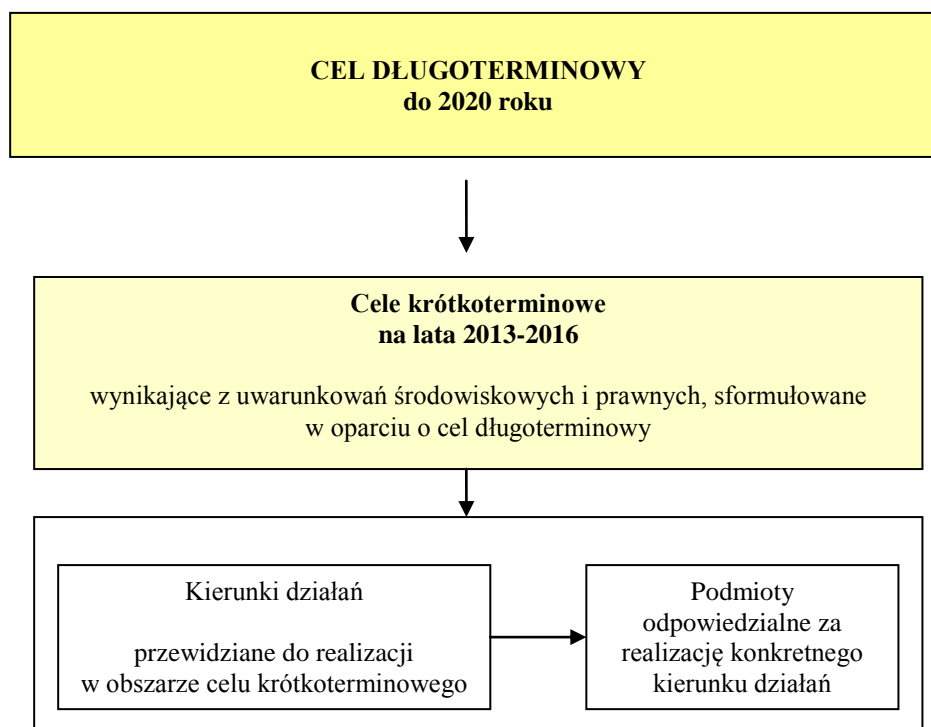 CEL DŁUGOTERMINOWY
do 2020 roku
Cele krótkoterminowe
na lata 2013-2016
wynikające z uwarunkowań środowiskowych i prawnych, sformułowane
w oparciu o cel długoterminowy
Kierunki działań
przewidziane do realizacji
w obszarze celu krótkoterminowego
Podmioty
odpowiedzialne za
realizację konkretnego
kierunku działań